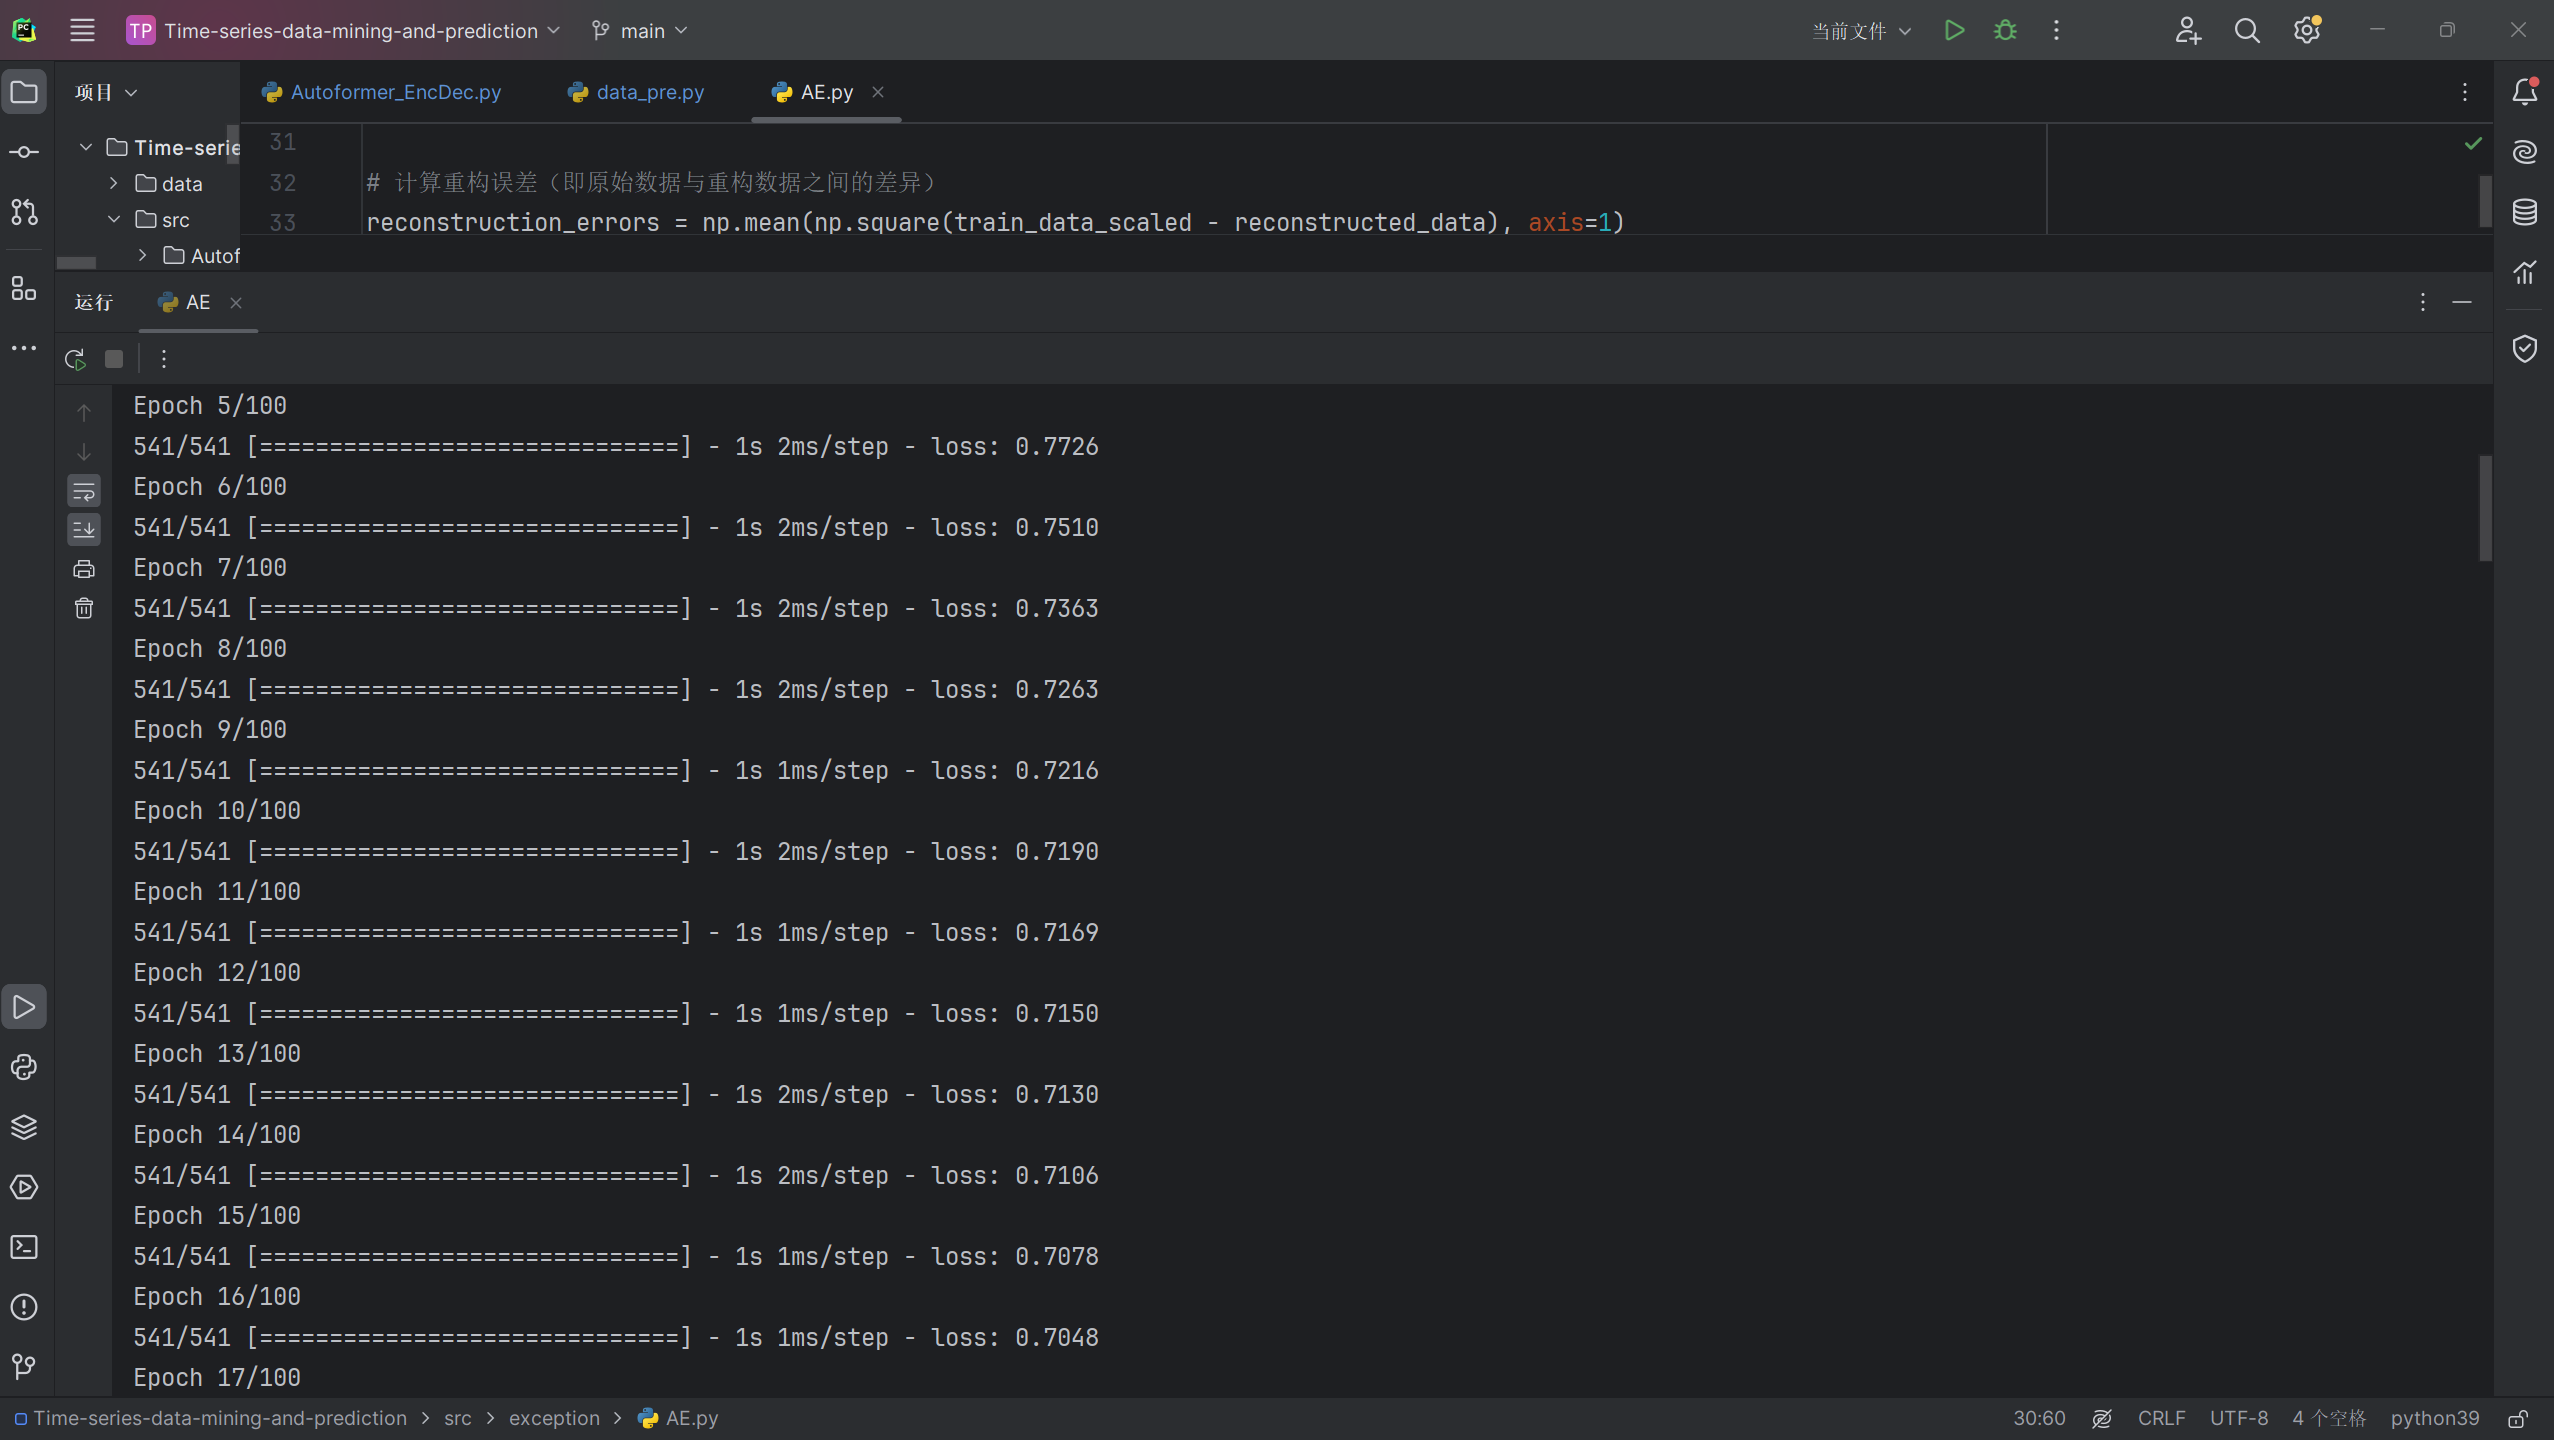 TP Time-series-data-mining-and-prediction main 当前文件
项目 Autoformer_EncDec.py data_pre.py AE.py
Time-serie
data
src
Autof
31
32 # 计算重构误差（即原始数据与重构数据之间的差异）
33 reconstruction_errors = np.mean(np.square(train_data_scaled - reconstructed_data), axis=1)
运行 AE
Epoch 5/100
541/541 [==============================] - 1s 2ms/step - loss: 0.7726
Epoch 6/100
541/541 [==============================] - 1s 2ms/step - loss: 0.7510
Epoch 7/100
541/541 [==============================] - 1s 2ms/step - loss: 0.7363
Epoch 8/100
541/541 [==============================] - 1s 2ms/step - loss: 0.7263
Epoch 9/100
541/541 [==============================] - 1s 1ms/step - loss: 0.7216
Epoch 10/100
541/541 [==============================] - 1s 2ms/step - loss: 0.7190
Epoch 11/100
541/541 [==============================] - 1s 1ms/step - loss: 0.7169
Epoch 12/100
541/541 [==============================] - 1s 1ms/step - loss: 0.7150
Epoch 13/100
541/541 [==============================] - 1s 2ms/step - loss: 0.7130
Epoch 14/100
541/541 [==============================] - 1s 2ms/step - loss: 0.7106
Epoch 15/100
541/541 [==============================] - 1s 1ms/step - loss: 0.7078
Epoch 16/100
541/541 [==============================] - 1s 1ms/step - loss: 0.7048
Epoch 17/100
Time-series-data-mining-and-prediction > src > exception > AE.py 30:60 CRLF UTF-8 4 个空格 python39